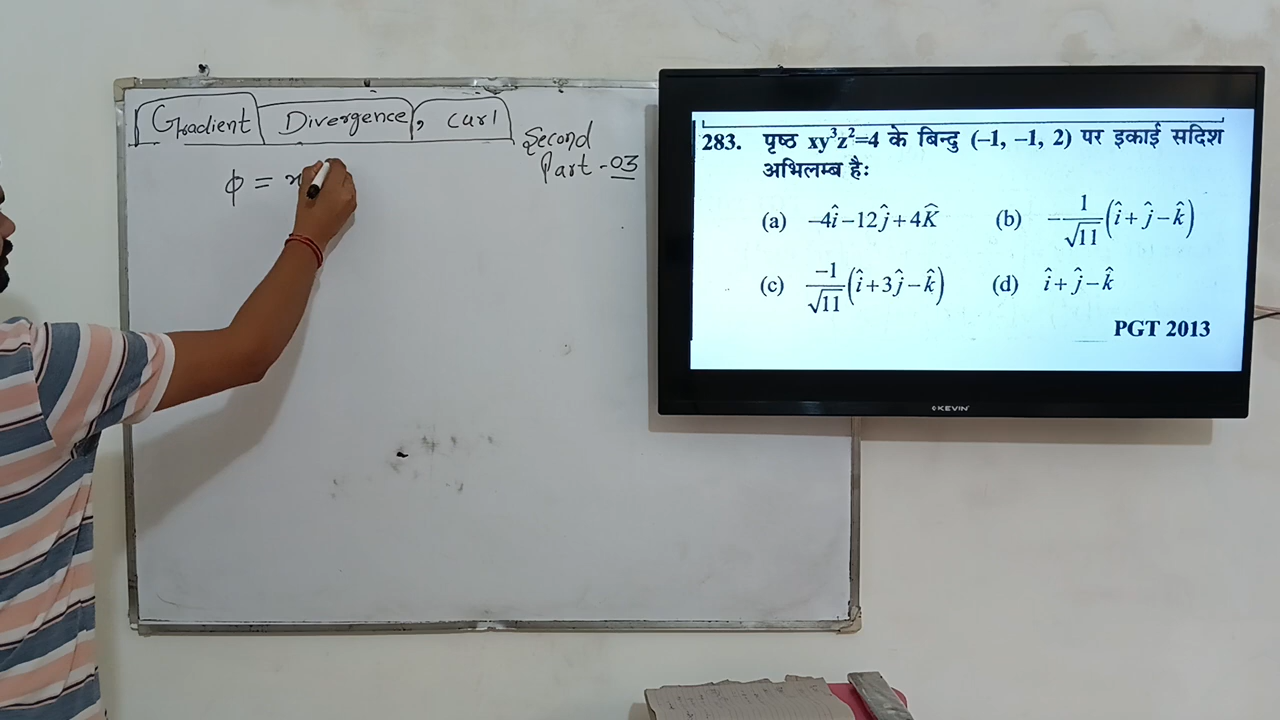 Gradient Divergence, curl
Second
Part - 03
φ = x
283. पृष्ठ xy³z²=4 के बिन्दु (–1, –1, 2) पर इकाई सदिश
अभिलम्ब हैः
(a) –4î–12ĵ+4K̂ (b) –1/√11(î+ĵ–k̂)
(c) –1/√11(î+3ĵ–k̂) (d) î+ĵ–k̂
PGT 2013
KEVIN